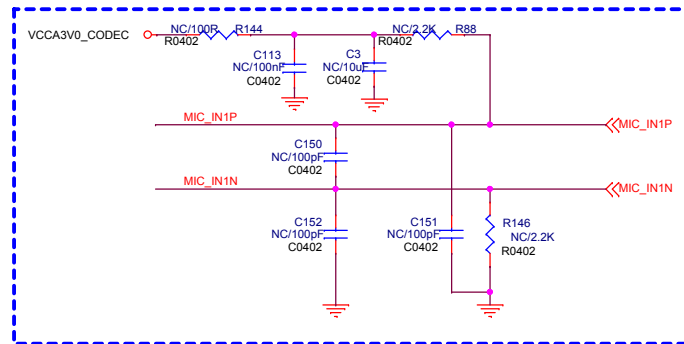 NC/100R R144
NC/2.2K R88
VCCA3V0_CODEC
R0402
R0402
C113
NC/100nF
C0402
C3
NC/10uF
C0402
MIC_IN1P
MIC_IN1P
C150
NC/100pF
C0402
MIC_IN1N
MIC_IN1N
C152
NC/100pF
C0402
C151
NC/100pF
C0402
R146
NC/2.2K
R0402